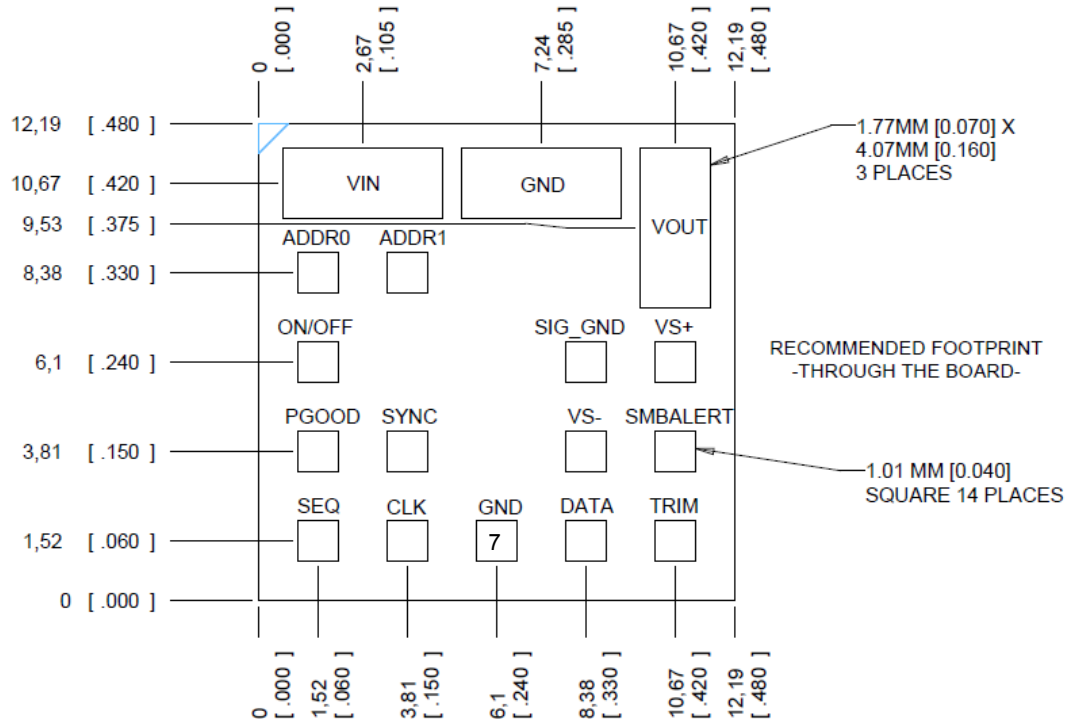 0 [ .000 ]
2,67 [ .105 ]
7,24 [ .285 ]
10,67 [ .420 ]
12,19 [ .480 ]
12,19 [ .480 ]
1.77MM [0.070] X
4.07MM [0.160]
3 PLACES
10,67 [ .420 ]
VIN
GND
9,53 [ .375 ]
VOUT
ADDR0 ADDR1
8,38 [ .330 ]
ON/OFF SIG_GND VS+
RECOMMENDED FOOTPRINT
-THROUGH THE BOARD-
6,1 [ .240 ]
PGOOD SYNC VS- SMBALERT
3,81 [ .150 ]
1.01 MM [0.040]
SQUARE 14 PLACES
SEQ CLK GND DATA TRIM
1,52 [ .060 ]
7
0 [ .000 ]
0 [ .000 ]
1,52 [ .060 ]
3,81 [ .150 ]
6,1 [ .240 ]
8,38 [ .330 ]
10,67 [ .420 ]
12,19 [ .480 ]